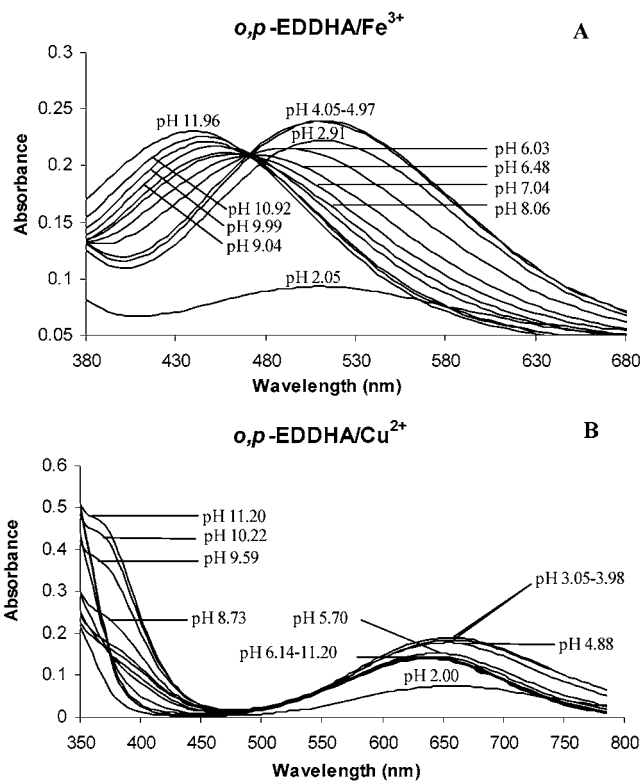 o,p-EDDHA/Fe3+
A
0.3
0.25
0.2
0.15
0.1
0.05
Absorbance
pH 11.96
pH 4.05-4.97
pH 2.91
pH 6.03
pH 6.48
pH 7.04
pH 8.06
pH 10.92
pH 9.99
pH 9.04
pH 2.05
380 430 480 530 580 630 680
Wavelength (nm)
o,p-EDDHA/Cu2+
B
0.6
0.5
0.4
0.3
0.2
0.1
0
Absorbance
pH 11.20
pH 10.22
pH 9.59
pH 8.73
pH 3.05-3.98
pH 5.70
pH 4.88
pH 6.14-11.20
pH 2.00
350 400 450 500 550 600 650 700 750 800
Wavelength (nm)